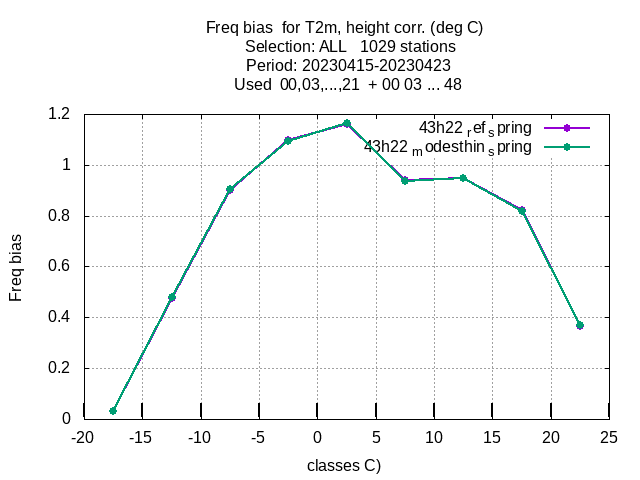 Freq bias  for T2m, height corr. (deg C)
Selection: ALL   1029 stations
Period: 20230415-20230423
Used  00,03,...,21  + 00 03 ... 48
43h22 ref spring
43h22 modesthin spring
1.2
1
0.8
0.6
0.4
0.2
0
Freq bias
-20 -15 -10 -5 0 5 10 15 20 25
classes C)